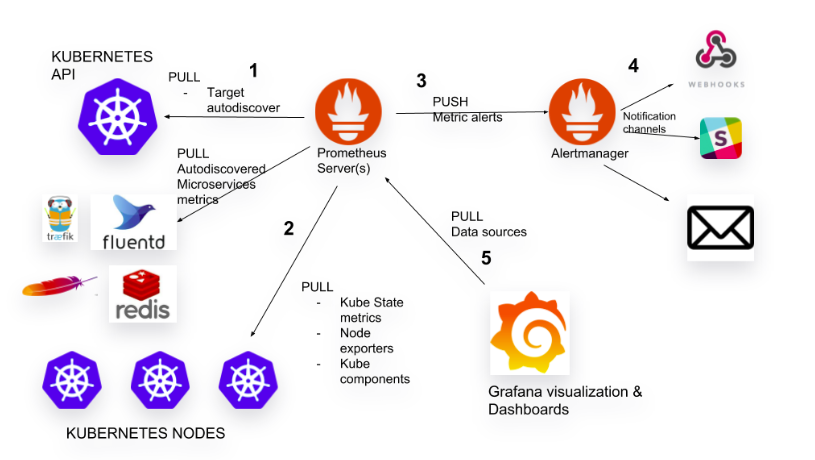 KUBERNETES
API
1
PULL
- Target
autodiscover
3
PUSH
Metric alerts
4
WEBHOOKS
Notification
channels
S
Prometheus
Server(s)
Alertmanager
PULL
Autodiscovered
Microservices
metrics
træfik
fluentd
redis
2
PULL
- Kube State
metrics
- Node
exporters
- Kube
components
PULL
Data sources
5
Grafana visualization &
Dashboards
KUBERNETES NODES